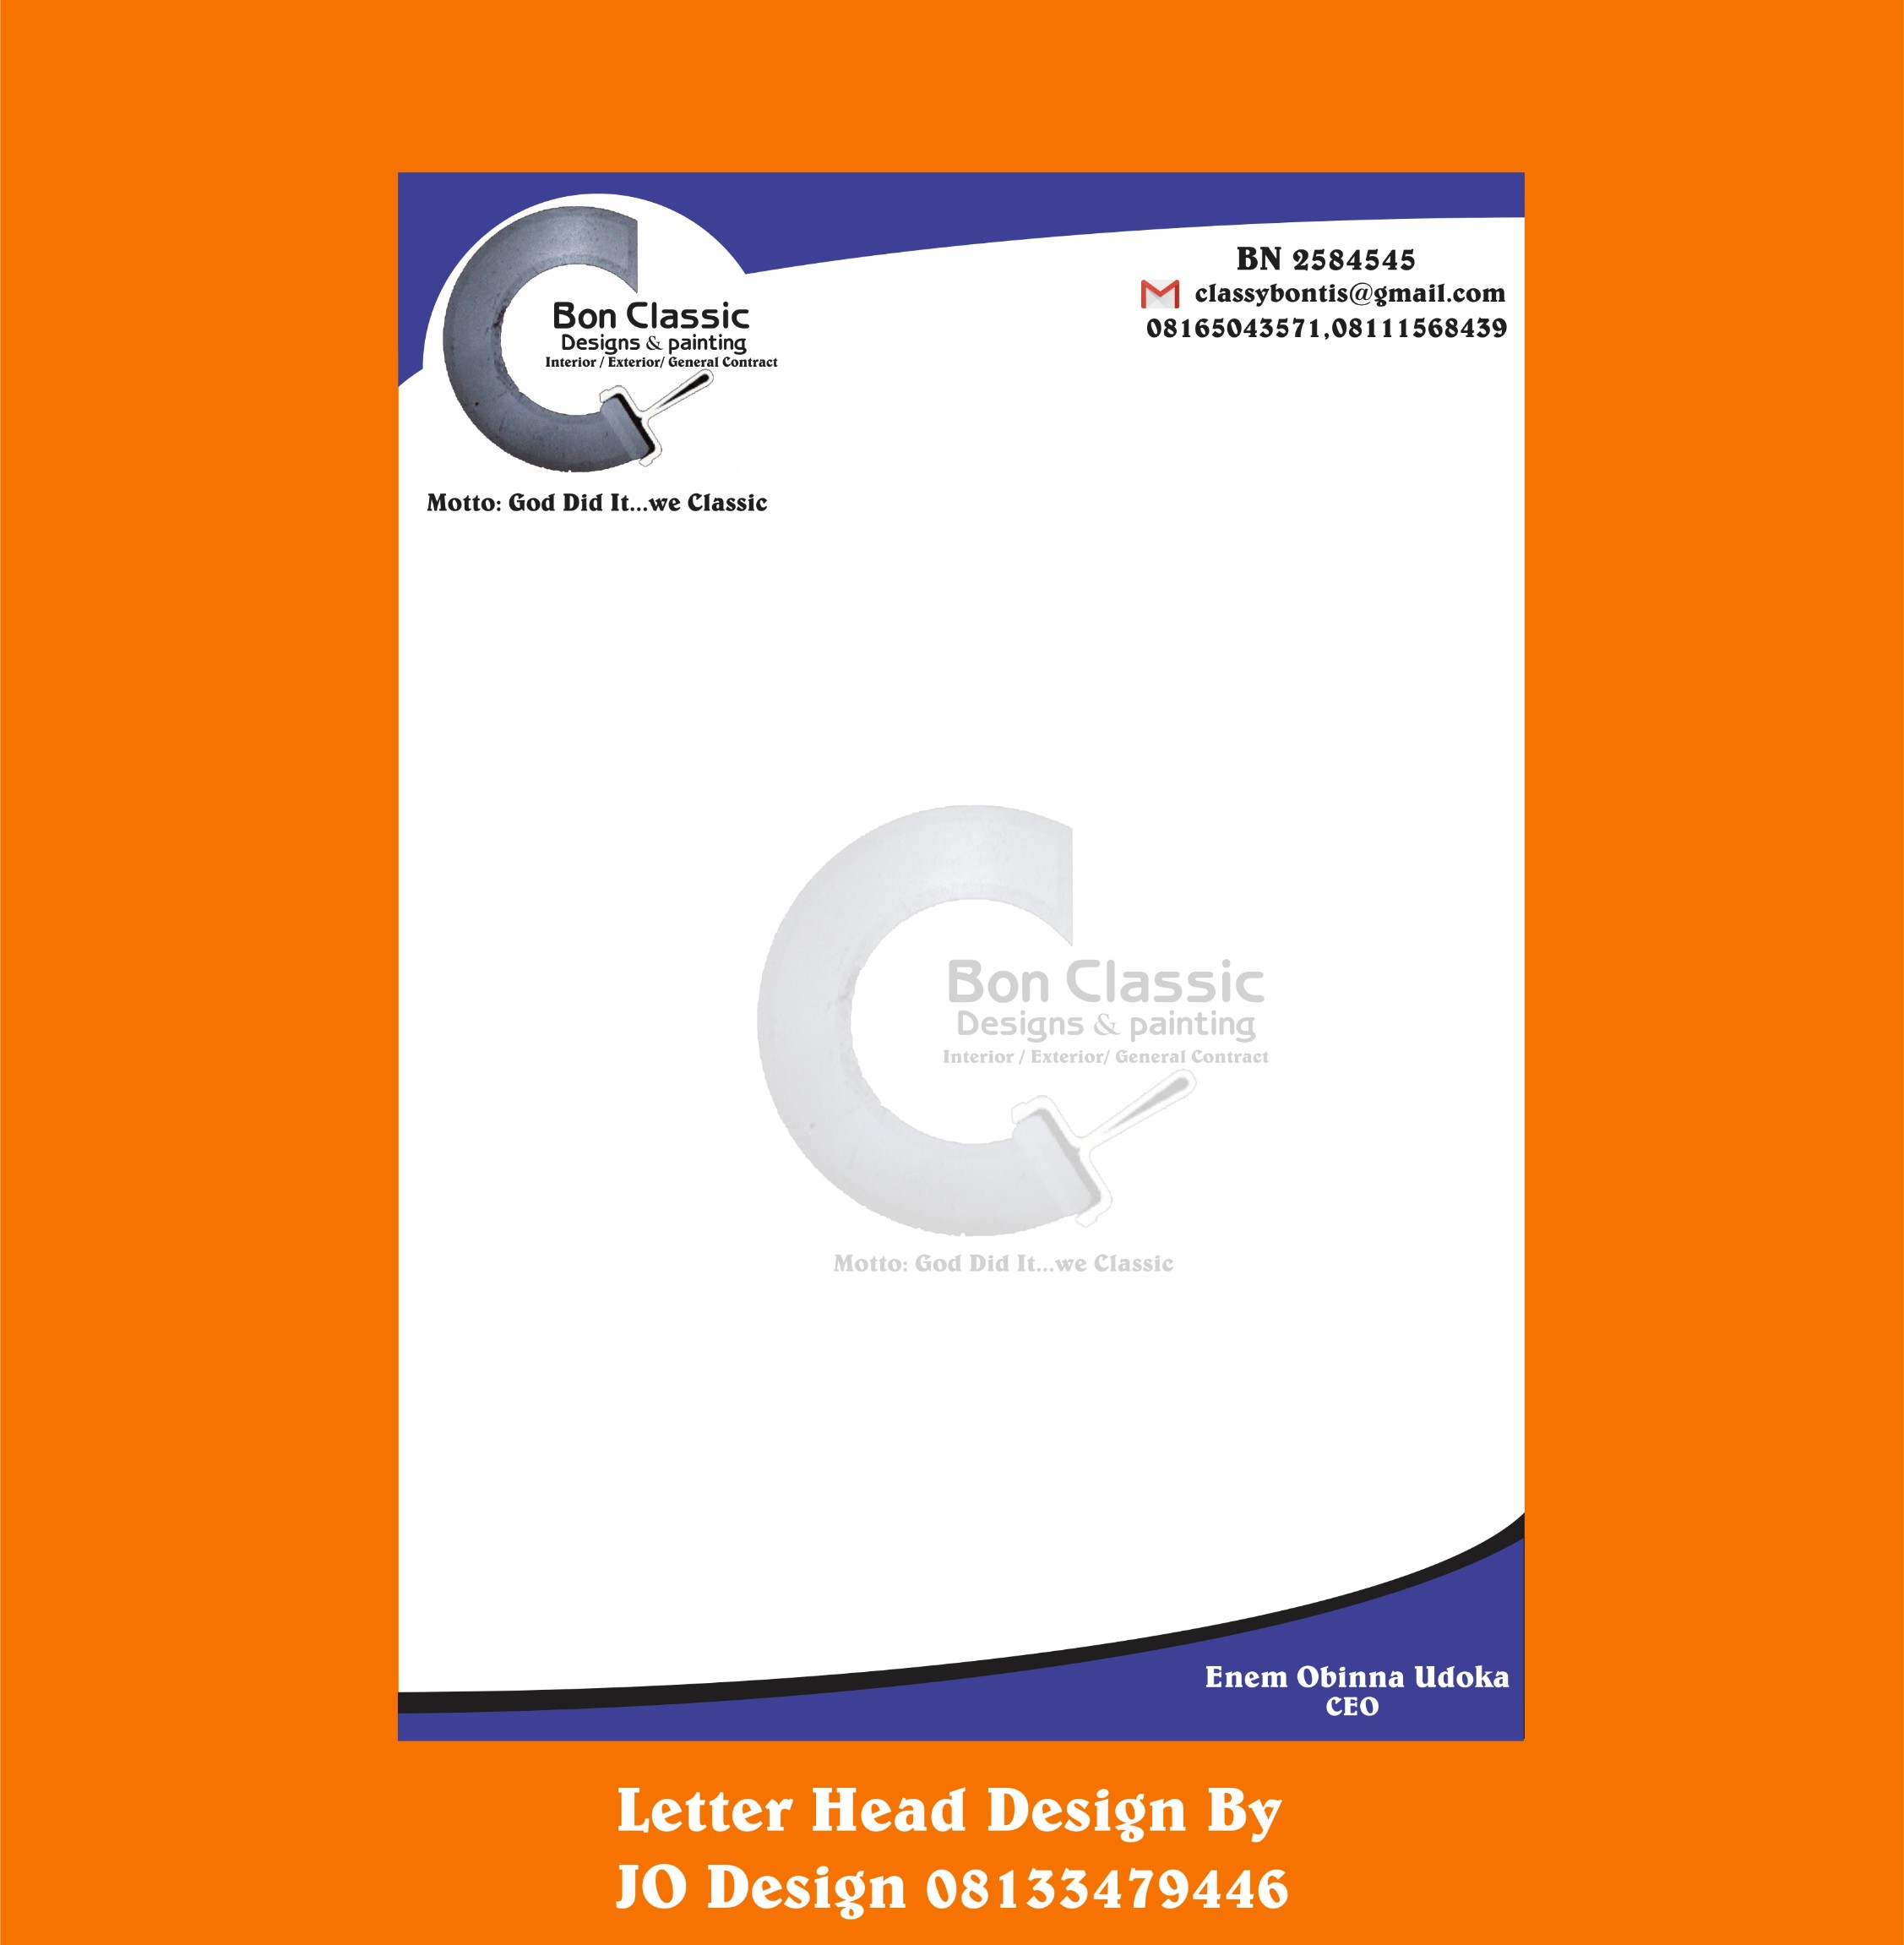 BN 2584545
classybontis@gmail.com
08165043571,08111568439
Bon Classic
Designs & painting
Interior / Exterior/ General Contract
Motto: God Did It...we Classic
Bon Classic
Designs & painting
Interior / Exterior/ General Contract
Motto: God Did It...we Classic
Enem Obinna Udoka
CEO
Letter Head Design By
JO Design 08133479446